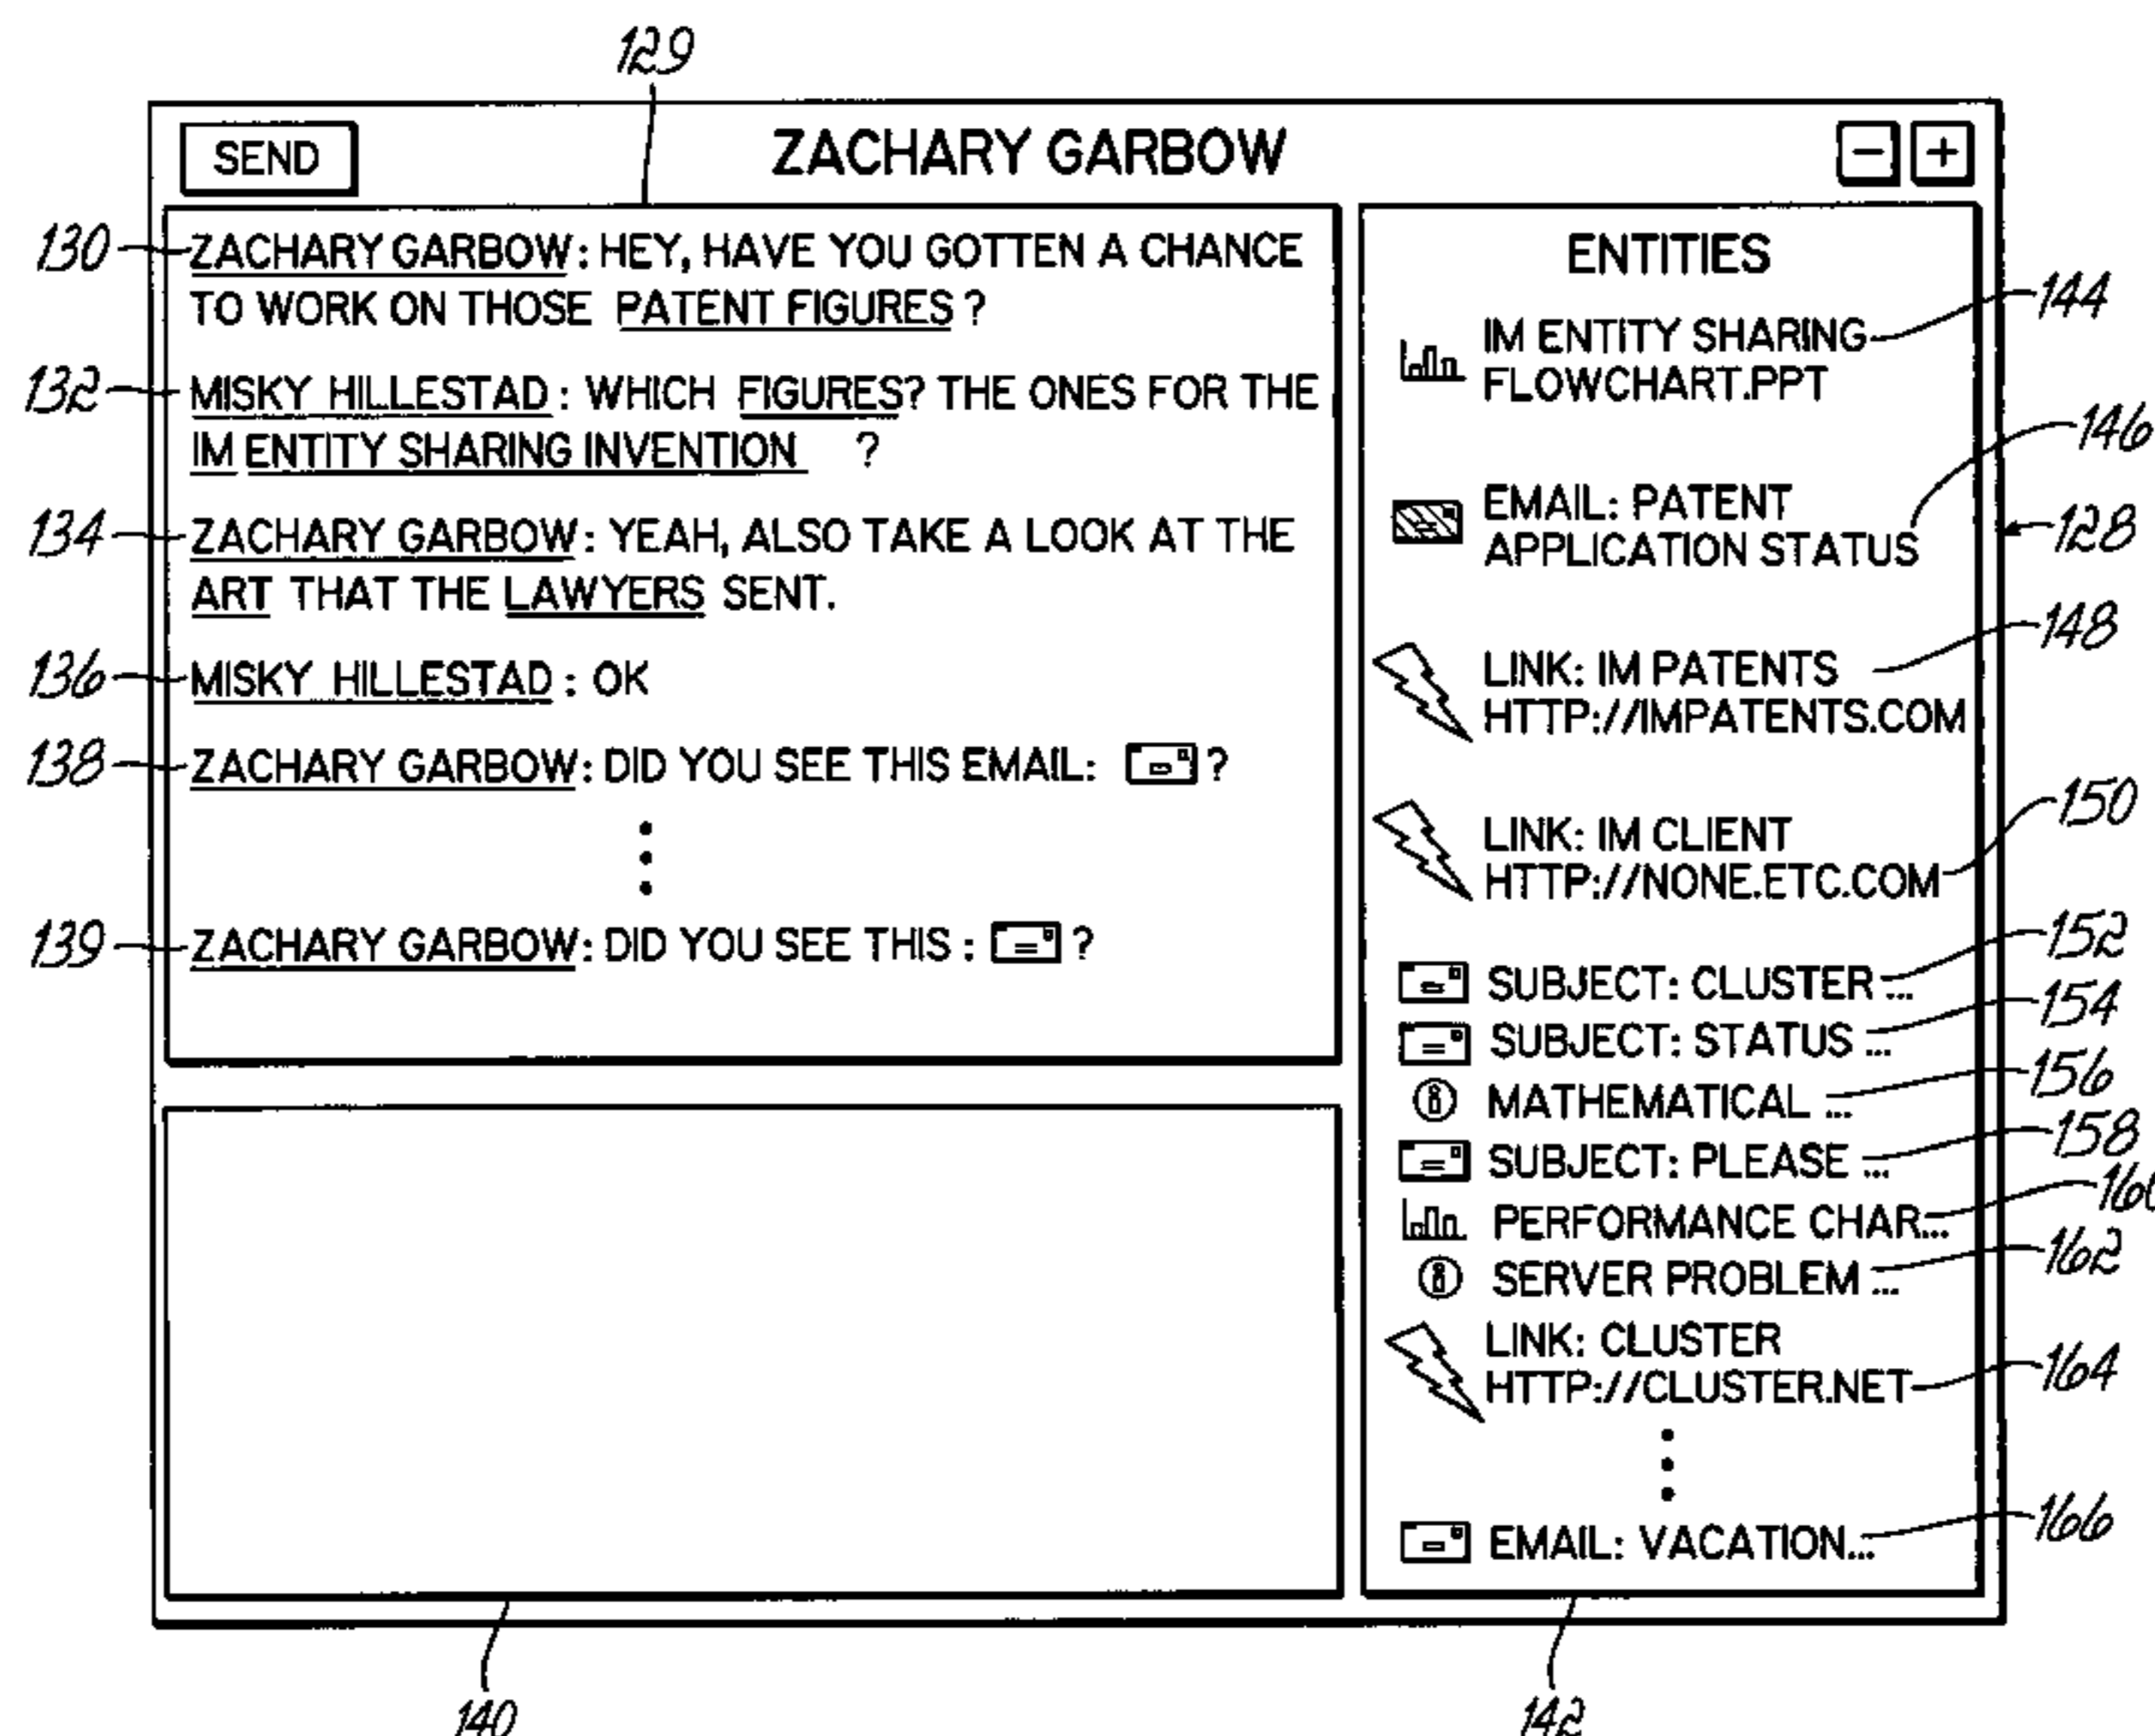 129
SEND
ZACHARY GARBOW
- +
130
ZACHARY GARBOW: HEY, HAVE YOU GOTTEN A CHANCE
TO WORK ON THOSE PATENT FIGURES?
132
MISKY HILLESTAD: WHICH FIGURES? THE ONES FOR THE
IM ENTITY SHARING INVENTION ?
134
ZACHARY GARBOW: YEAH, ALSO TAKE A LOOK AT THE
ART THAT THE LAWYERS SENT.
136
MISKY HILLESTAD: OK
138
ZACHARY GARBOW: DID YOU SEE THIS EMAIL: ?
139
ZACHARY GARBOW: DID YOU SEE THIS: ?
140
ENTITIES
IM ENTITY SHARING
FLOWCHART.PPT
144
EMAIL: PATENT
APPLICATION STATUS
146
128
LINK: IM PATENTS
HTTP://IMPATENTS.COM
148
LINK: IM CLIENT
HTTP://NONE.ETC.COM
150
SUBJECT: CLUSTER ...
152
SUBJECT: STATUS ...
154
MATHEMATICAL ...
156
SUBJECT: PLEASE ...
158
PERFORMANCE CHAR...
160
SERVER PROBLEM ...
162
LINK: CLUSTER
HTTP://CLUSTER.NET
164
EMAIL: VACATION...
166
142